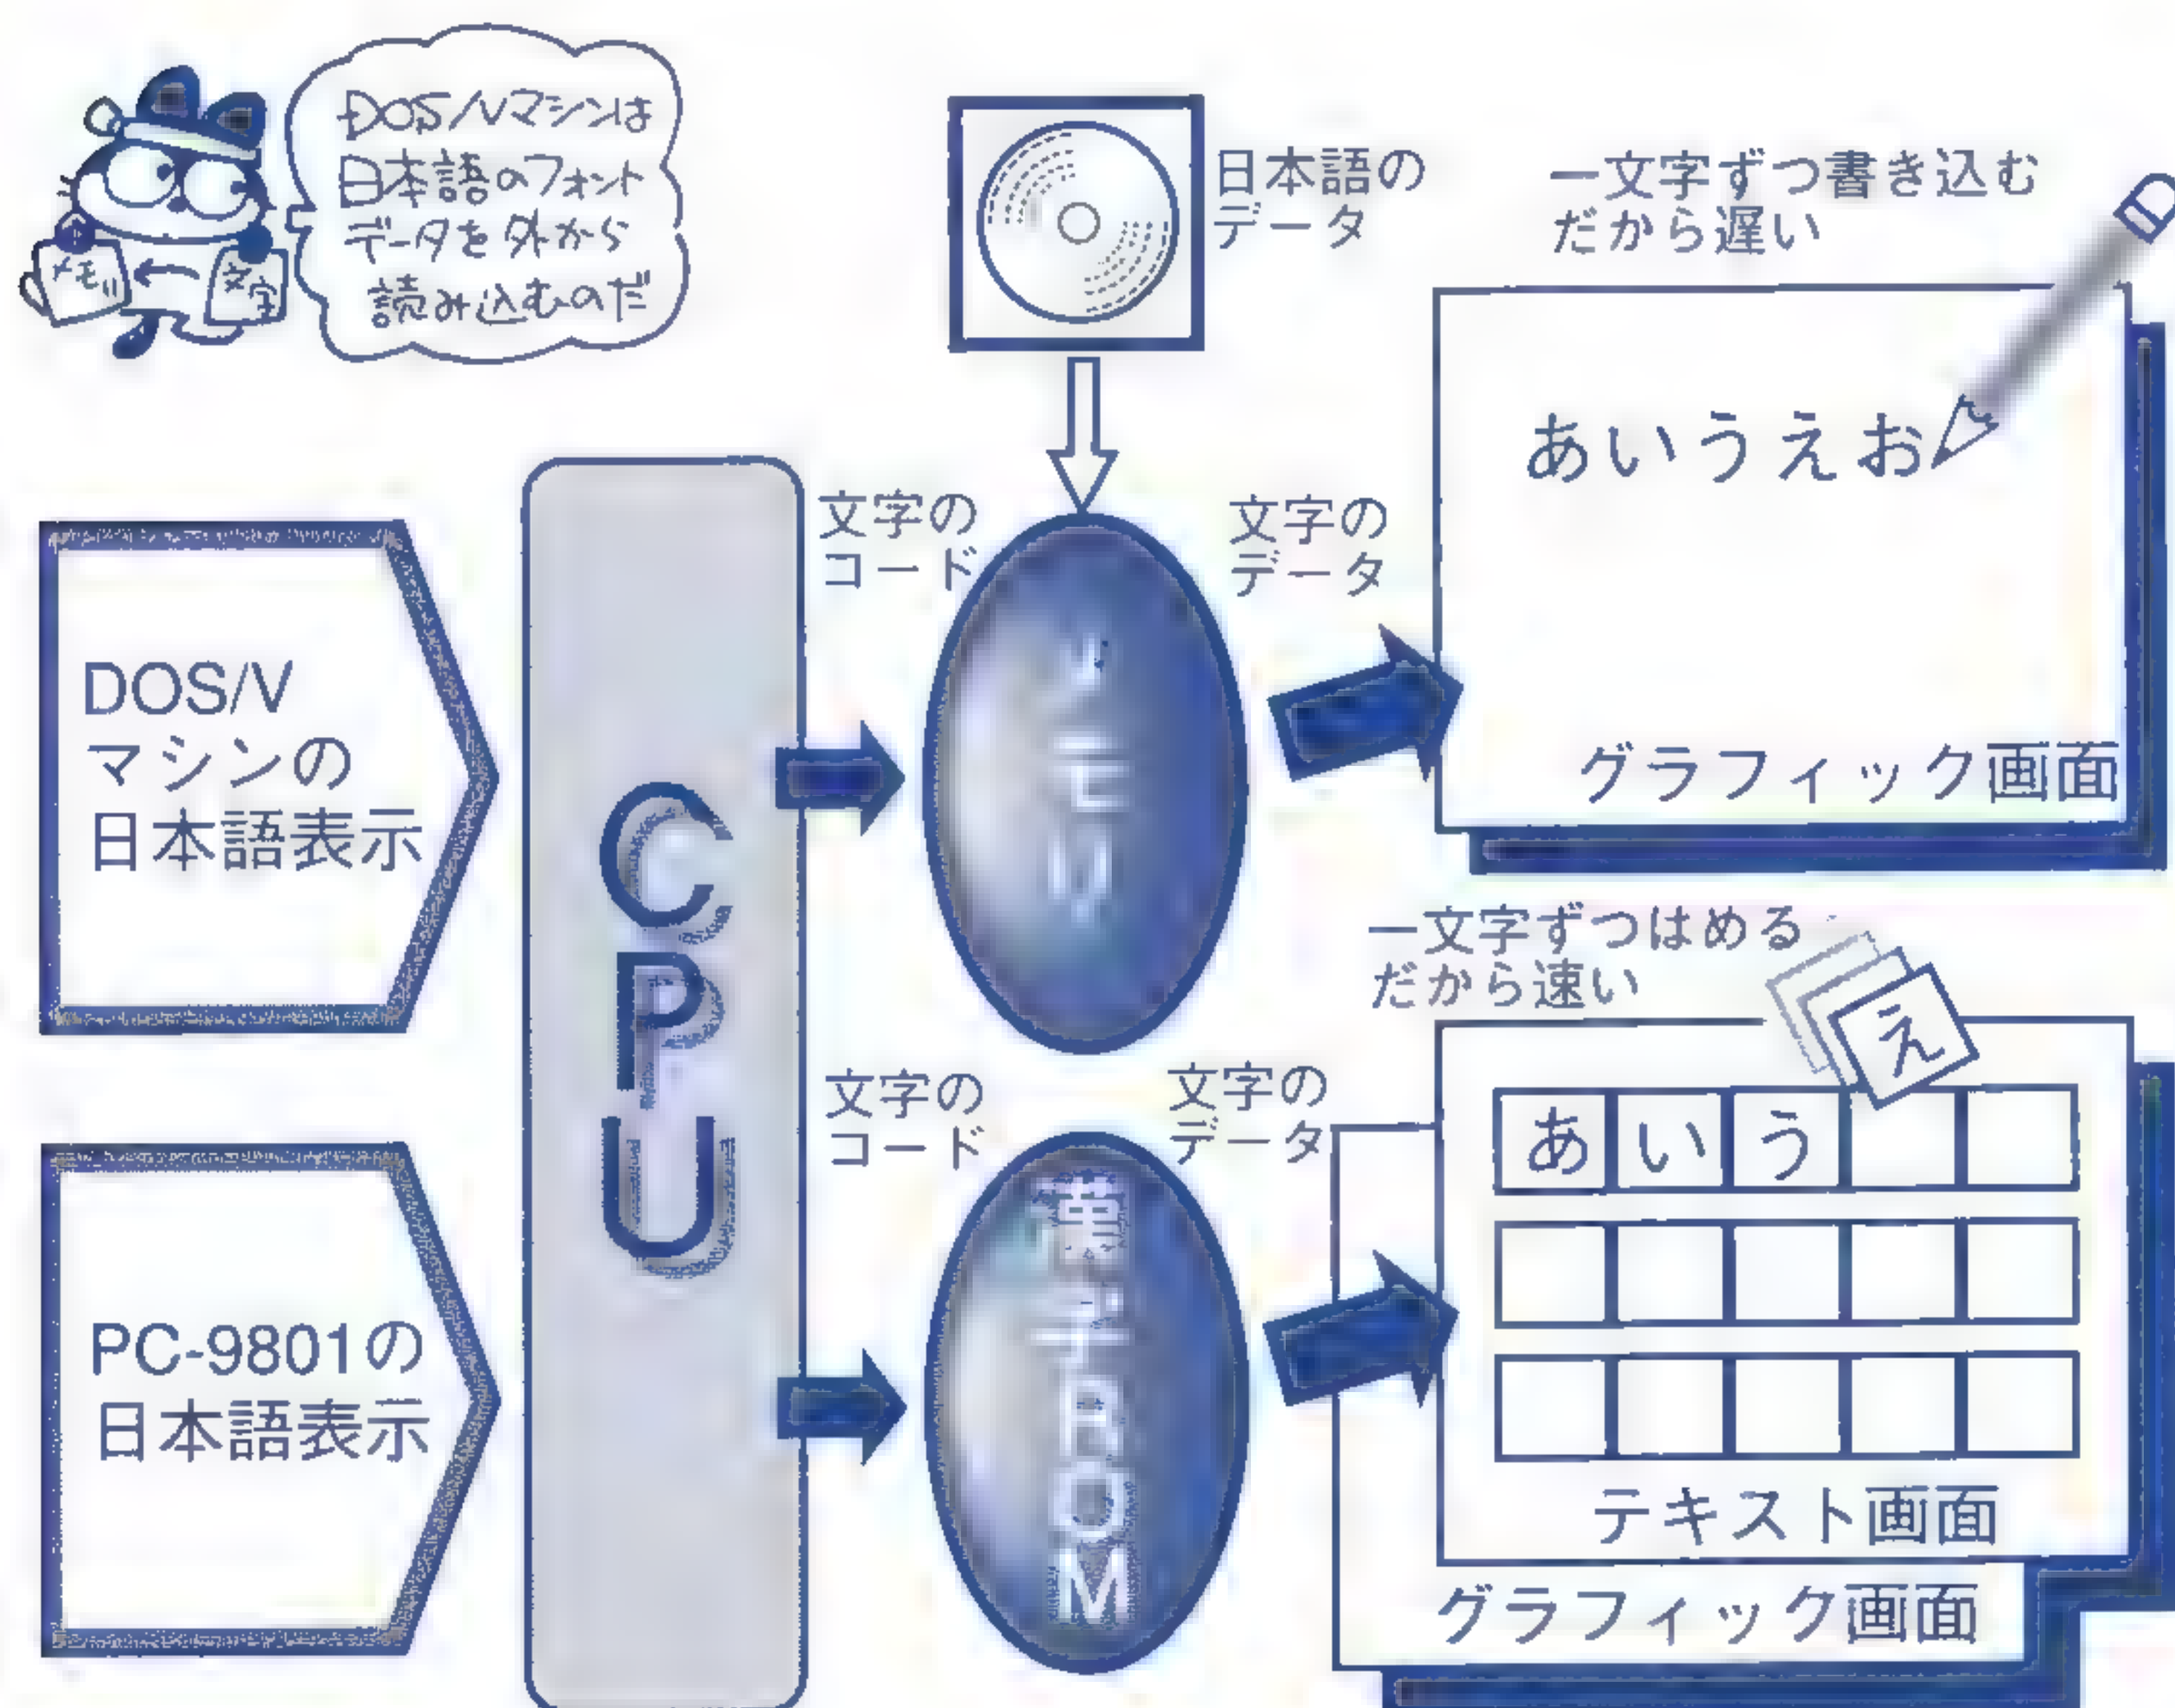 DOS/Vマシンは
日本語のフォント
データを外から
読み込むのだ
メモリ
文字
日本語の
データ
一文字ずつ書き込む
だから遅い
あいうえお
グラフィック画面
DOS/V
マシンの
日本語表示
CPU
文字の
コード
メモリ
文字の
データ
一文字ずつはめる
だから速い
え
あいう
テキスト画面
グラフィック画面
PC-9801の
日本語表示
文字の
コード
漢字ROM
文字の
データ